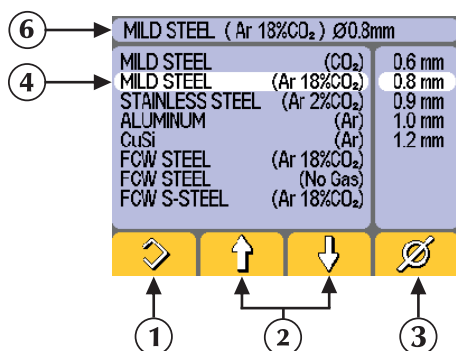 6
MILD STEEL ( Ar 18%CO₂ ) Ø0.8mm
MILD STEEL (CO₂) 0.6 mm
4
MILD STEEL (Ar 18%CO₂) 0.8 mm
STAINLESS STEEL (Ar 2%CO₂) 0.9 mm
ALUMINUM (Ar) 1.0 mm
CuSi (Ar) 1.2 mm
FCW STEEL (Ar 18%CO₂)
FCW STEEL (No Gas)
FCW S-STEEL (Ar 18%CO₂)
Ø
1 2 3